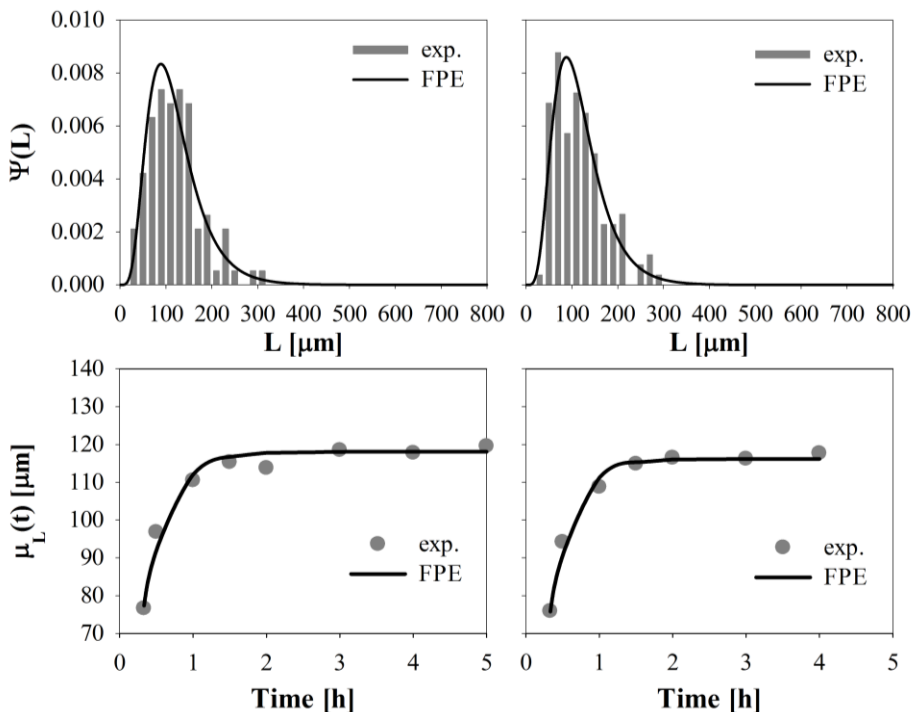 0.010
0.008
0.006
0.004
0.002
0.000
Ψ(L)
exp.
FPE
0 100 200 300 400 500 600 700 800
L [μm]
exp.
FPE
0 100 200 300 400 500 600 700 800
L [μm]
140
130
120
110
100
90
80
70
μL(t) [μm]
exp.
FPE
0 1 2 3 4 5
Time [h]
exp.
FPE
0 1 2 3 4 5
Time [h]